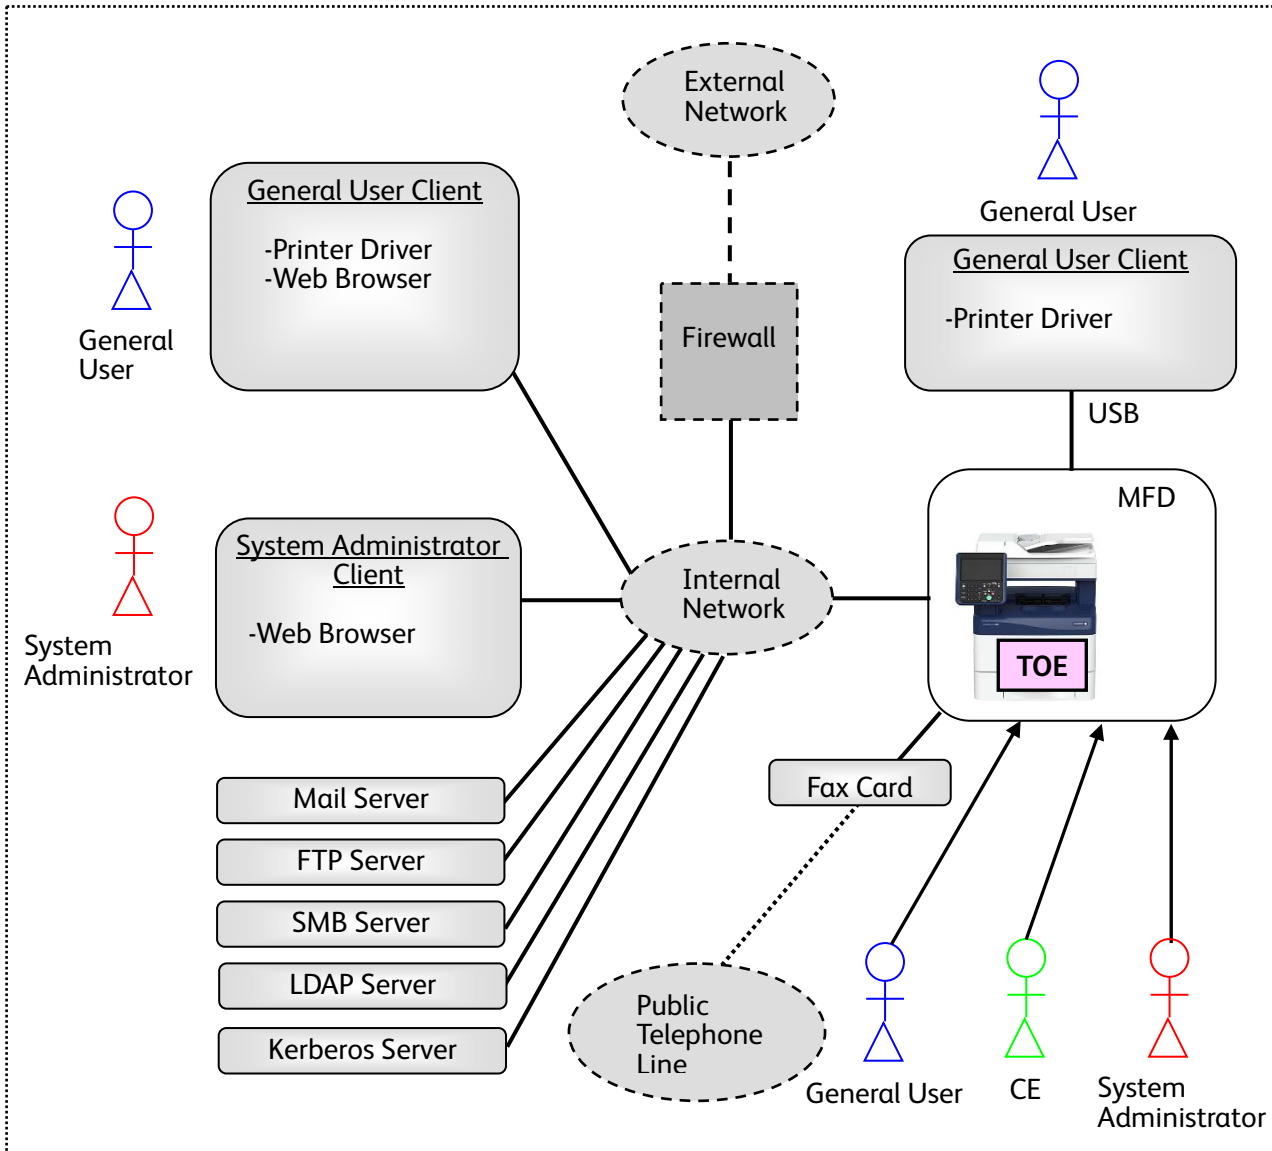 External
Network
General User
General User Client
-Printer Driver
-Web Browser
General
User
General User Client
-Printer Driver
Firewall
USB
MFD
TOE
System Administrator
Client
-Web Browser
System
Administrator
Internal
Network
Mail Server
FTP Server
SMB Server
LDAP Server
Kerberos Server
Fax Card
Public
Telephone
Line
General User
CE
System
Administrator